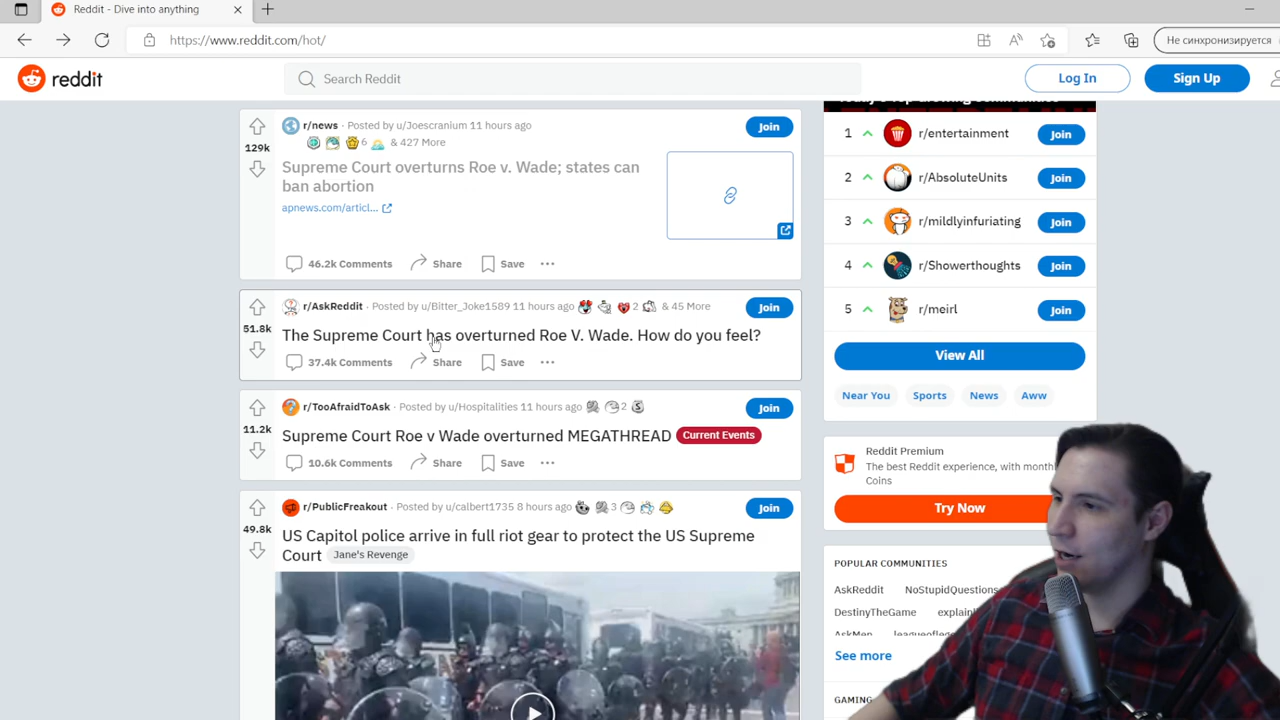 Reddit - Dive into anything
https://www.reddit.com/hot/
Не синхронизируется
reddit
Search Reddit
Log In
Sign Up
r/news · Posted by u/Joescranium 11 hours ago
6 & 427 More
Join
129k
Supreme Court overturns Roe v. Wade; states can
ban abortion
apnews.com/articl...
46.2k Comments
Share
Save
r/AskReddit · Posted by u/Bitter_Joke1589 11 hours ago 2 & 45 More
Join
51.8k
The Supreme Court has overturned Roe V. Wade. How do you feel?
37.4k Comments
Share
Save
r/TooAfraidToAsk · Posted by u/Hospitalities 11 hours ago 2
Join
11.2k
Supreme Court Roe v Wade overturned MEGATHREAD Current Events
10.6k Comments
Share
Save
r/PublicFreakout · Posted by u/calbert1735 8 hours ago 3
Join
49.8k
US Capitol police arrive in full riot gear to protect the US Supreme
Court Jane's Revenge
1 r/entertainment Join
2 r/AbsoluteUnits Join
3 r/mildlyinfuriating Join
4 r/Showerthoughts Join
5 r/meirl Join
View All
Near You Sports News Aww
Reddit Premium
The best Reddit experience, with
Coins
Try Now
POPULAR COMMUNITIES
AskReddit NoStupidQuestions
DestinyTheGame
AskMen
See more
GAMING